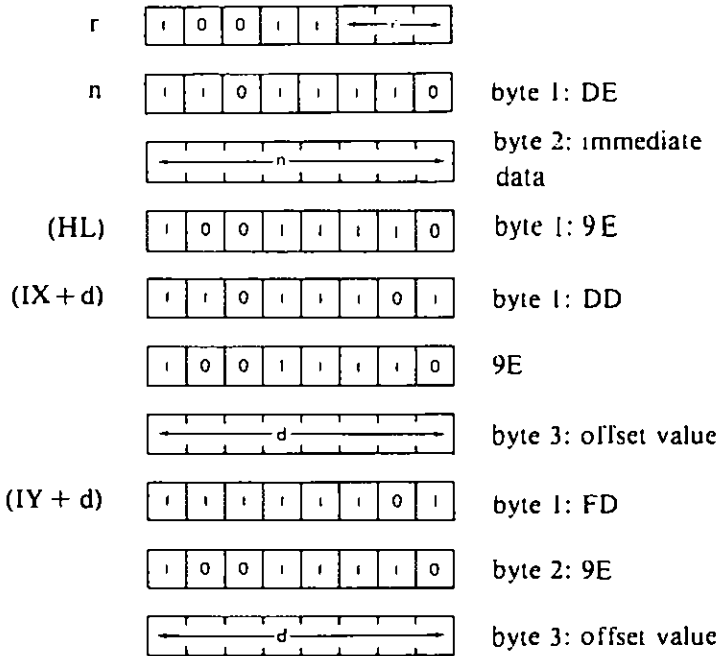 r 1 0 0 1 1 r
n 1 1 0 1 1 1 1 0 byte 1: DE
n byte 2: immediate
data
(HL) 1 0 0 1 1 1 1 0 byte 1: 9E
(IX + d) 1 1 0 1 1 1 0 1 byte 1: DD
1 0 0 1 1 1 1 0 9E
d byte 3: offset value
(IY + d) 1 1 1 1 1 1 0 1 byte 1: FD
1 0 0 1 1 1 1 0 byte 2: 9E
d byte 3: offset value